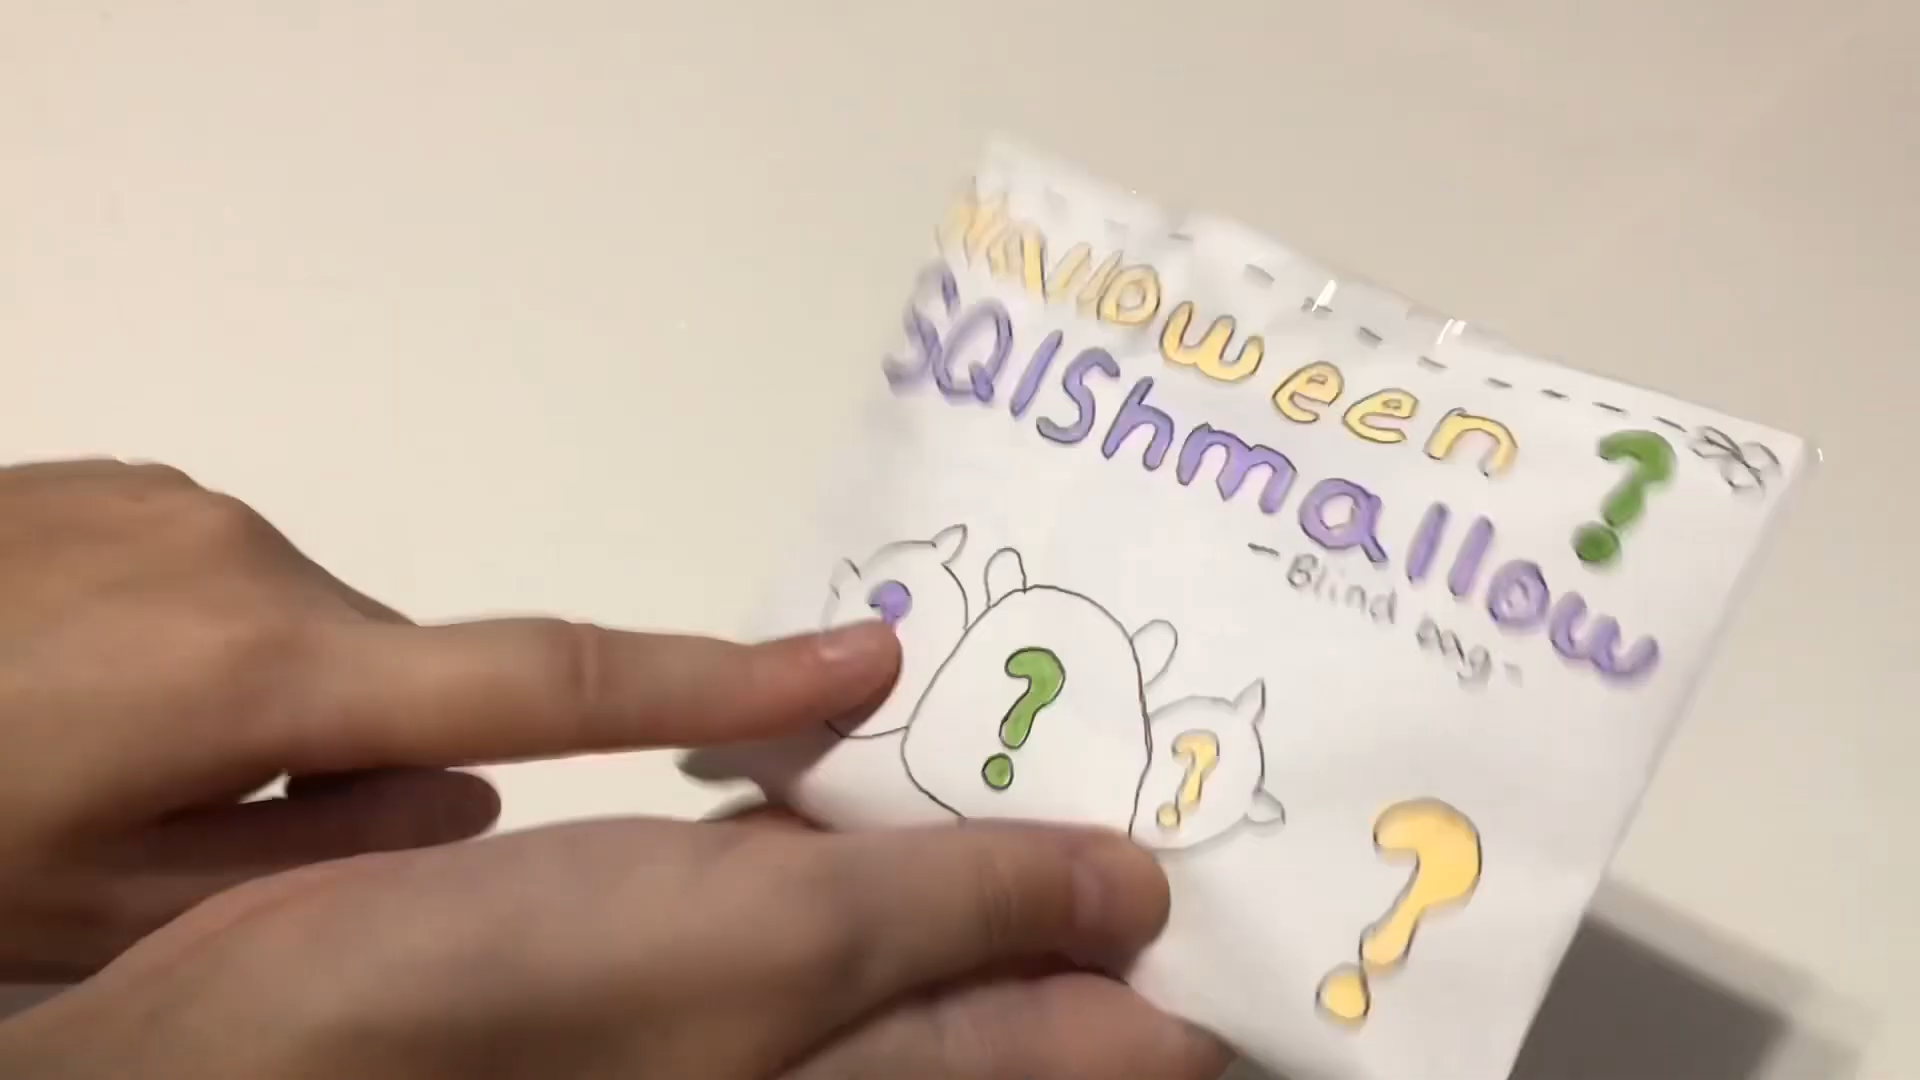 Halloween ?
SQIShmallow
-Blind bag-
? ? ?
?